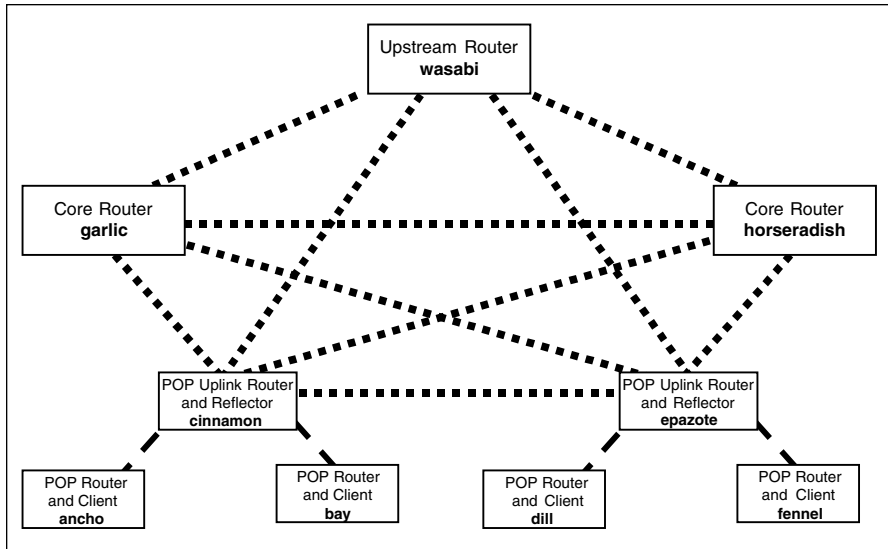 Upstream Router
wasabi
Core Router
garlic
Core Router
horseradish
POP Uplink Router
and Reflector
cinnamon
POP Uplink Router
and Reflector
epazote
POP Router
and Client
ancho
POP Router
and Client
bay
POP Router
and Client
dill
POP Router
and Client
fennel